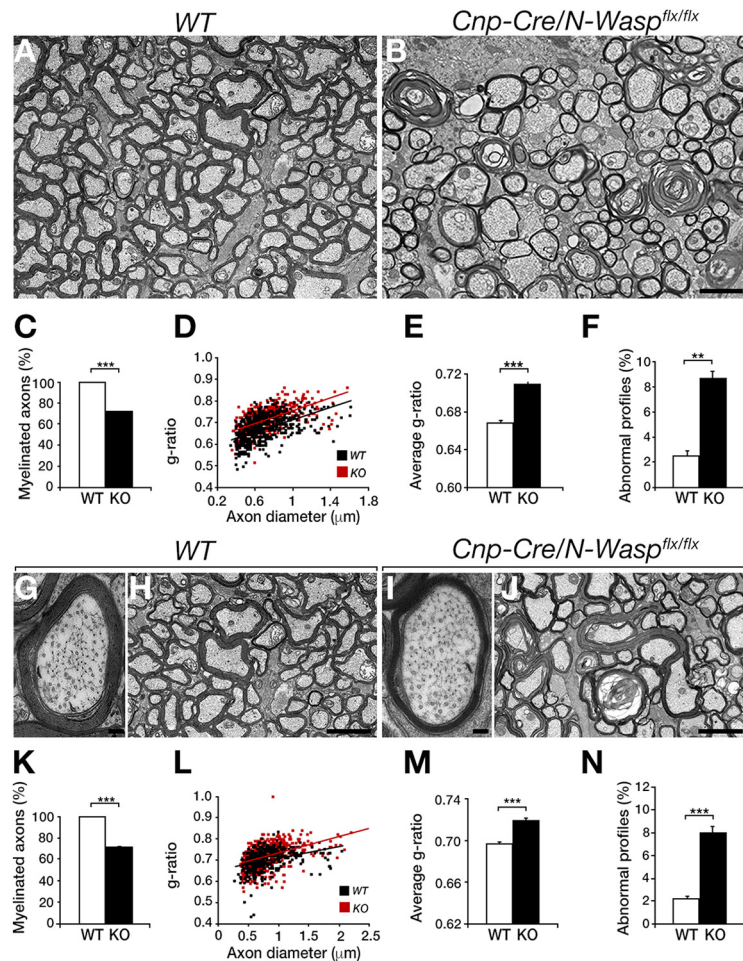 WT
Cnp-Cre/N-Wasp^flx/flx
A
B
C
Myelinated axons (%)
100
80
60
40
20
0
***
WT KO
D
g-ratio
1.0
0.9
0.8
0.7
0.6
0.5
0.4
0.2 0.6 1 1.4 1.8
Axon diameter (μm)
WT
KO
E
Average g-ratio
0.72
0.68
0.64
0.60
***
WT KO
F
Abnormal profiles (%)
10
8
6
4
2
0
**
WT KO
WT
Cnp-Cre/N-Wasp^flx/flx
G
H
I
J
K
Myelinated axons (%)
100
80
60
40
20
0
***
WT KO
L
g-ratio
1.0
0.9
0.8
0.7
0.6
0.5
0.4
0 0.5 1 1.5 2 2.5
Axon diameter (μm)
WT
KO
M
Average g-ratio
0.74
0.70
0.66
0.62
***
WT KO
N
Abnormal profiles (%)
12
10
8
6
4
2
0
***
WT KO